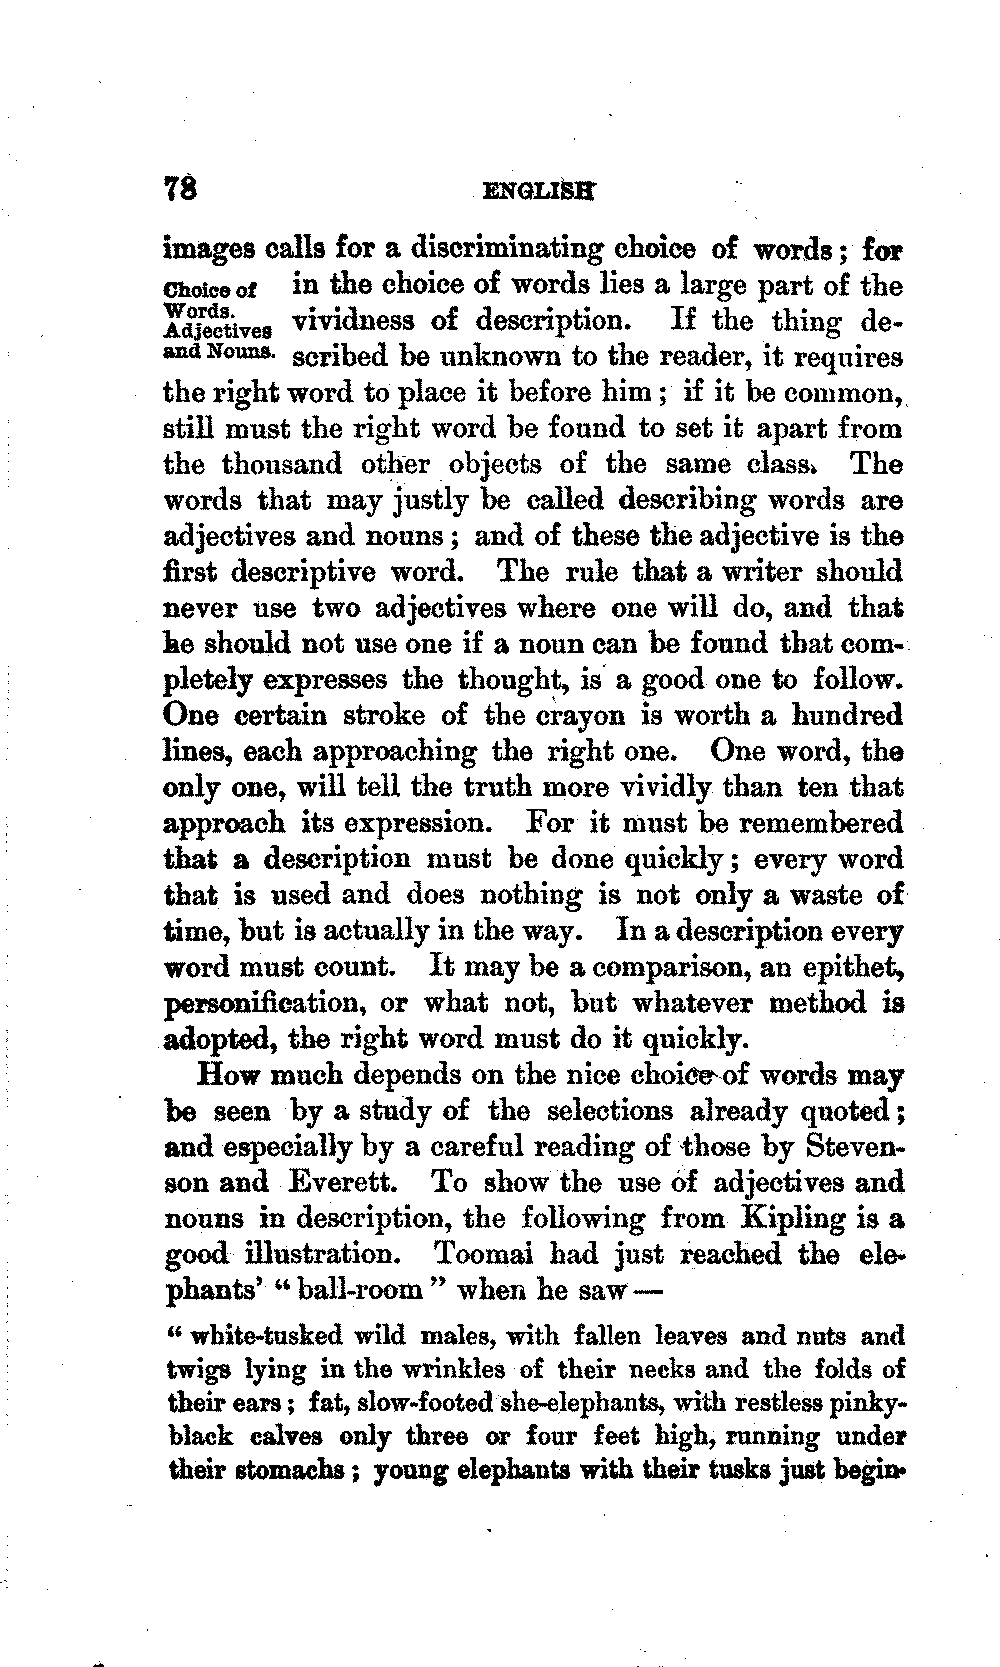 78 ENGLISH
images calls for a discriminating choice of words; for
Choice of
Words.
Adjectives
and Nouns.
in the choice of words lies a large part of the
vividness of description. If the thing de-
scribed be unknown to the reader, it requires
the right word to place it before him; if it be common,
still must the right word be found to set it apart from
the thousand other objects of the same class. The
words that may justly be called describing words are
adjectives and nouns; and of these the adjective is the
first descriptive word. The rule that a writer should
never use two adjectives where one will do, and that
he should not use one if a noun can be found that com-
pletely expresses the thought, is a good one to follow.
One certain stroke of the crayon is worth a hundred
lines, each approaching the right one. One word, the
only one, will tell the truth more vividly than ten that
approach its expression. For it must be remembered
that a description must be done quickly; every word
that is used and does nothing is not only a waste of
time, but is actually in the way. In a description every
word must count. It may be a comparison, an epithet,
personification, or what not, but whatever method is
adopted, the right word must do it quickly.
How much depends on the nice choice of words may
be seen by a study of the selections already quoted;
and especially by a careful reading of those by Steven-
son and Everett. To show the use of adjectives and
nouns in description, the following from Kipling is a
good illustration. Toomai had just reached the ele-
phants' "ball-room" when he saw—
"white-tusked wild males, with fallen leaves and nuts and
twigs lying in the wrinkles of their necks and the folds of
their ears; fat, slow-footed she-elephants, with restless pinky-
black calves only three or four feet high, running under
their stomachs; young elephants with their tusks just begin-